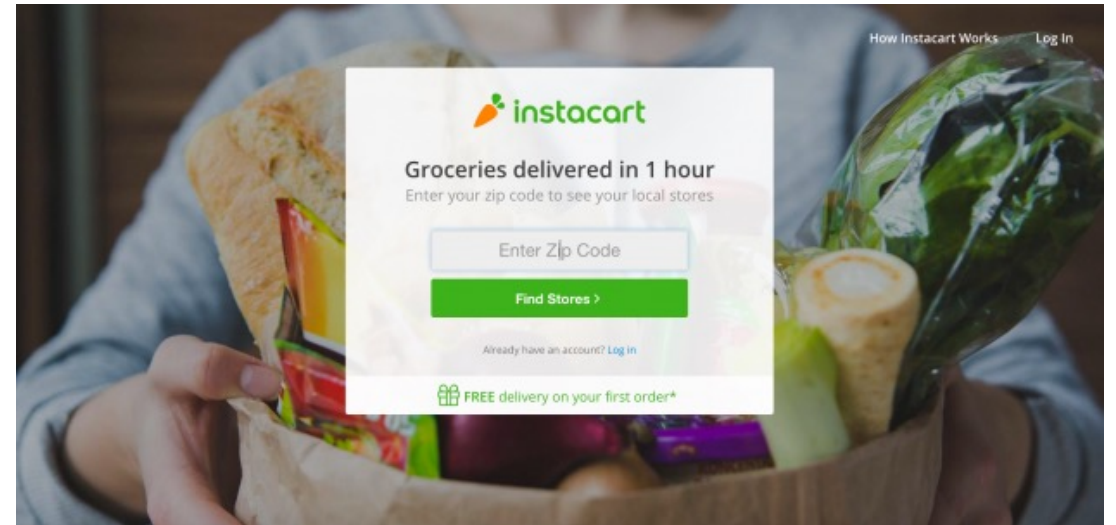 How Instacart Works Log In
instacart
Groceries delivered in 1 hour
Enter your zip code to see your local stores
Enter Zip Code
Find Stores >
Already have an account? Log in
FREE delivery on your first order*